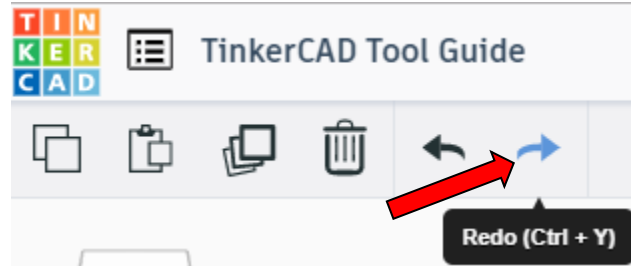 TIN
KER
CAD
TinkerCAD Tool Guide
Redo (Ctrl + Y)